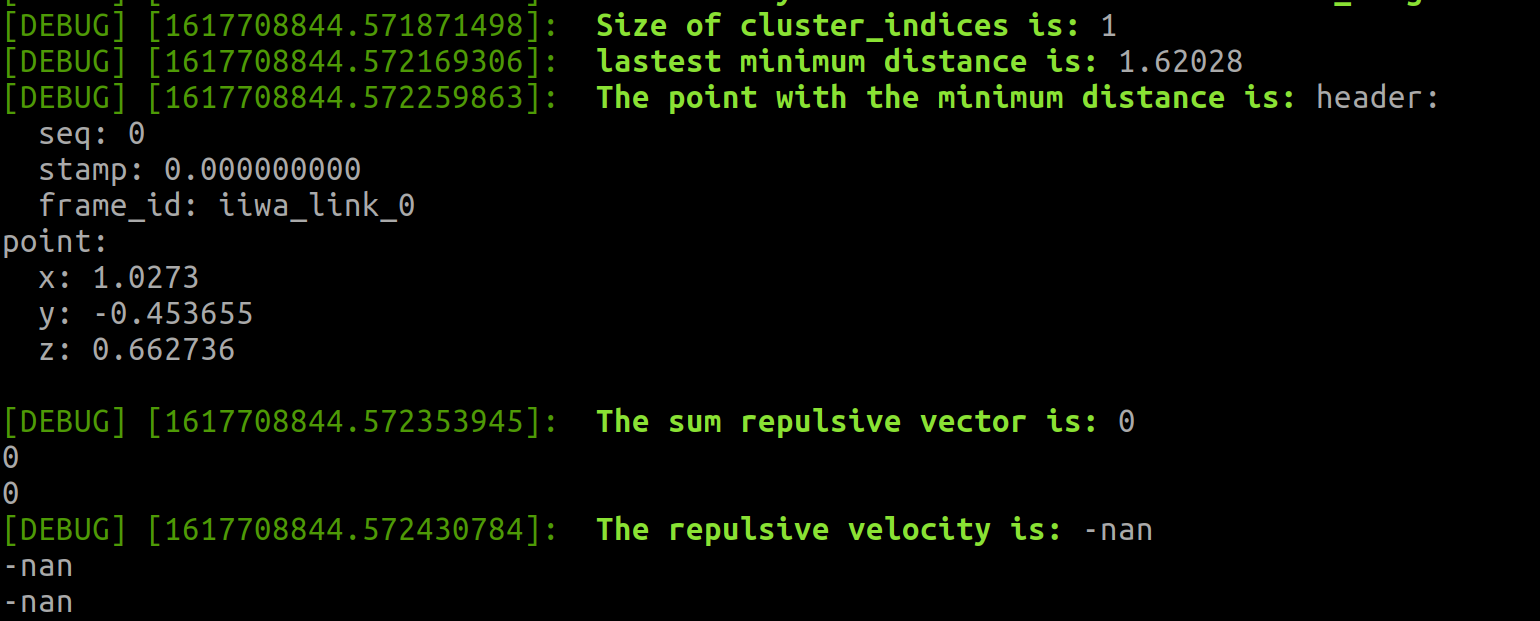 [DEBUG] [1617708844.571871498]:  Size of cluster_indices is: 1
[DEBUG] [1617708844.572169306]:  lastest minimum distance is: 1.62028
[DEBUG] [1617708844.572259863]:  The point with the minimum distance is: header:
  seq: 0
  stamp: 0.000000000
  frame_id: iiwa_link_0
point:
  x: 1.0273
  y: -0.453655
  z: 0.662736

[DEBUG] [1617708844.572353945]:  The sum repulsive vector is: 0
0
0
[DEBUG] [1617708844.572430784]:  The repulsive velocity is: -nan
-nan
-nan